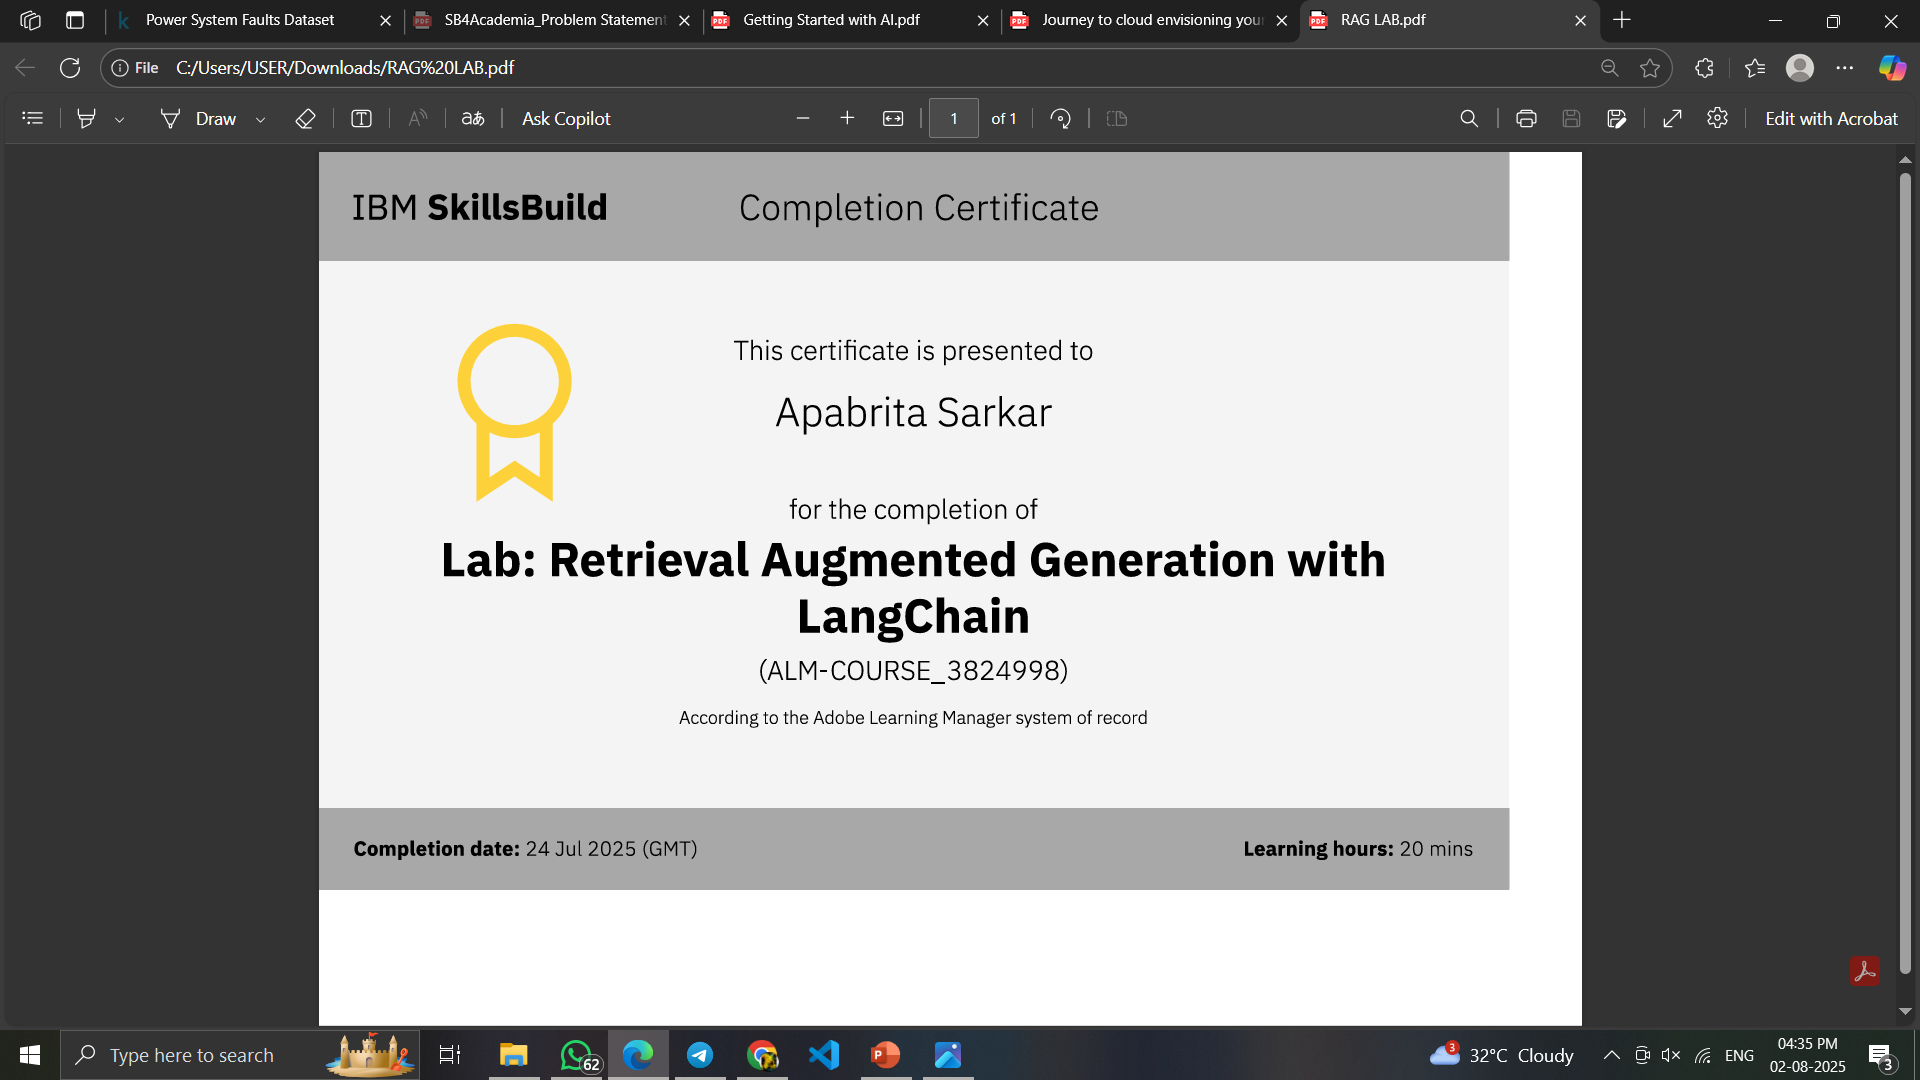 Power System Faults Dataset
SB4Academia_Problem Statement
Getting Started with AI.pdf
Journey to cloud envisioning your
RAG LAB.pdf
File
C:/Users/USER/Downloads/RAG%20LAB.pdf
Draw
Ask Copilot
1 of 1
Edit with Acrobat
IBM SkillsBuild
Completion Certificate
This certificate is presented to
Apabrita Sarkar
for the completion of
Lab: Retrieval Augmented Generation with
LangChain
(ALM-COURSE_3824998)
According to the Adobe Learning Manager system of record
Completion date: 24 Jul 2025 (GMT)
Learning hours: 20 mins
Type here to search
62
3
32°C Cloudy
ENG
04:35 PM
02-08-2025
3